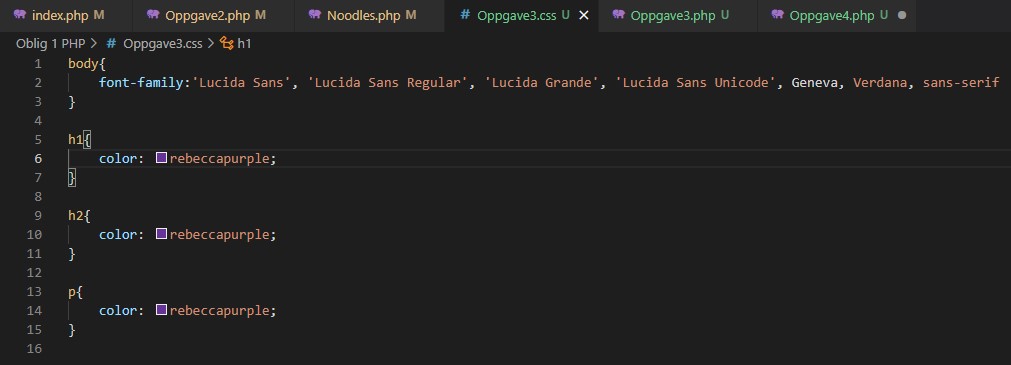 index.php M Oppgave2.php M Noodles.php M # Oppgave3.css U × Oppgave3.php U Oppgave4.php U ●
Oblig 1 PHP > # Oppgave3.css > h1
1 body{
2 font-family:'Lucida Sans', 'Lucida Sans Regular', 'Lucida Grande', 'Lucida Sans Unicode', Geneva, Verdana, sans-serif
3 }
4
5 h1{
6 color: rebeccapurple;
7 }
8
9 h2{
10 color: rebeccapurple;
11 }
12
13 p{
14 color: rebeccapurple;
15 }
16